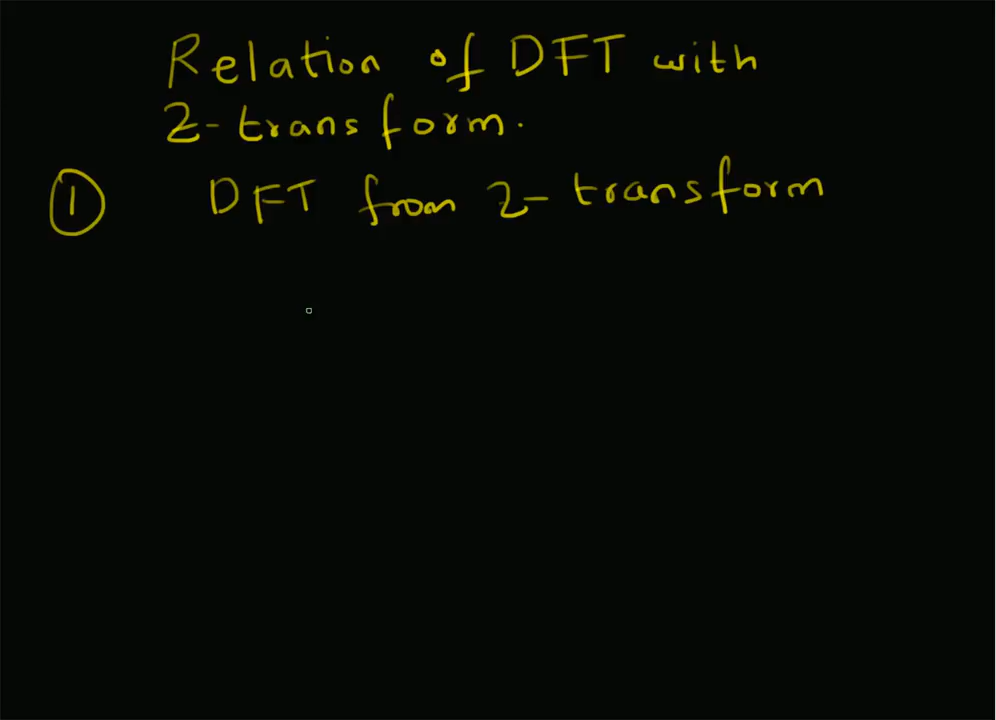 Relation of DFT with
Z-transform.
① DFT from Z-transform